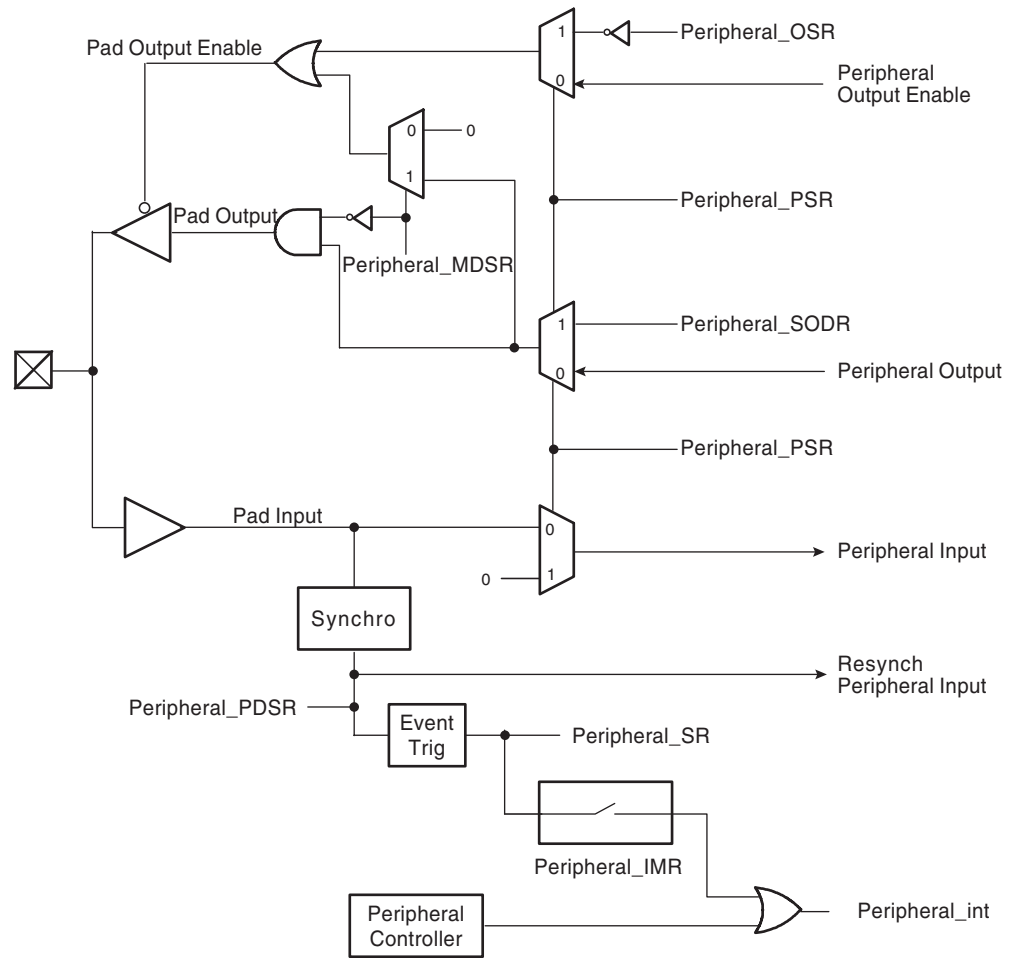 1
Peripheral_OSR
Pad Output Enable
0
Peripheral
Output Enable
0
0
1
Peripheral_PSR
Pad Output
Peripheral_MDSR
1
Peripheral_SODR
0
Peripheral Output
Peripheral_PSR
Pad Input
0
Peripheral Input
0
1
Synchro
Resynch
Peripheral Input
Peripheral_PDSR
Event
Trig
Peripheral_SR
Peripheral_IMR
Peripheral
Controller
Peripheral_int